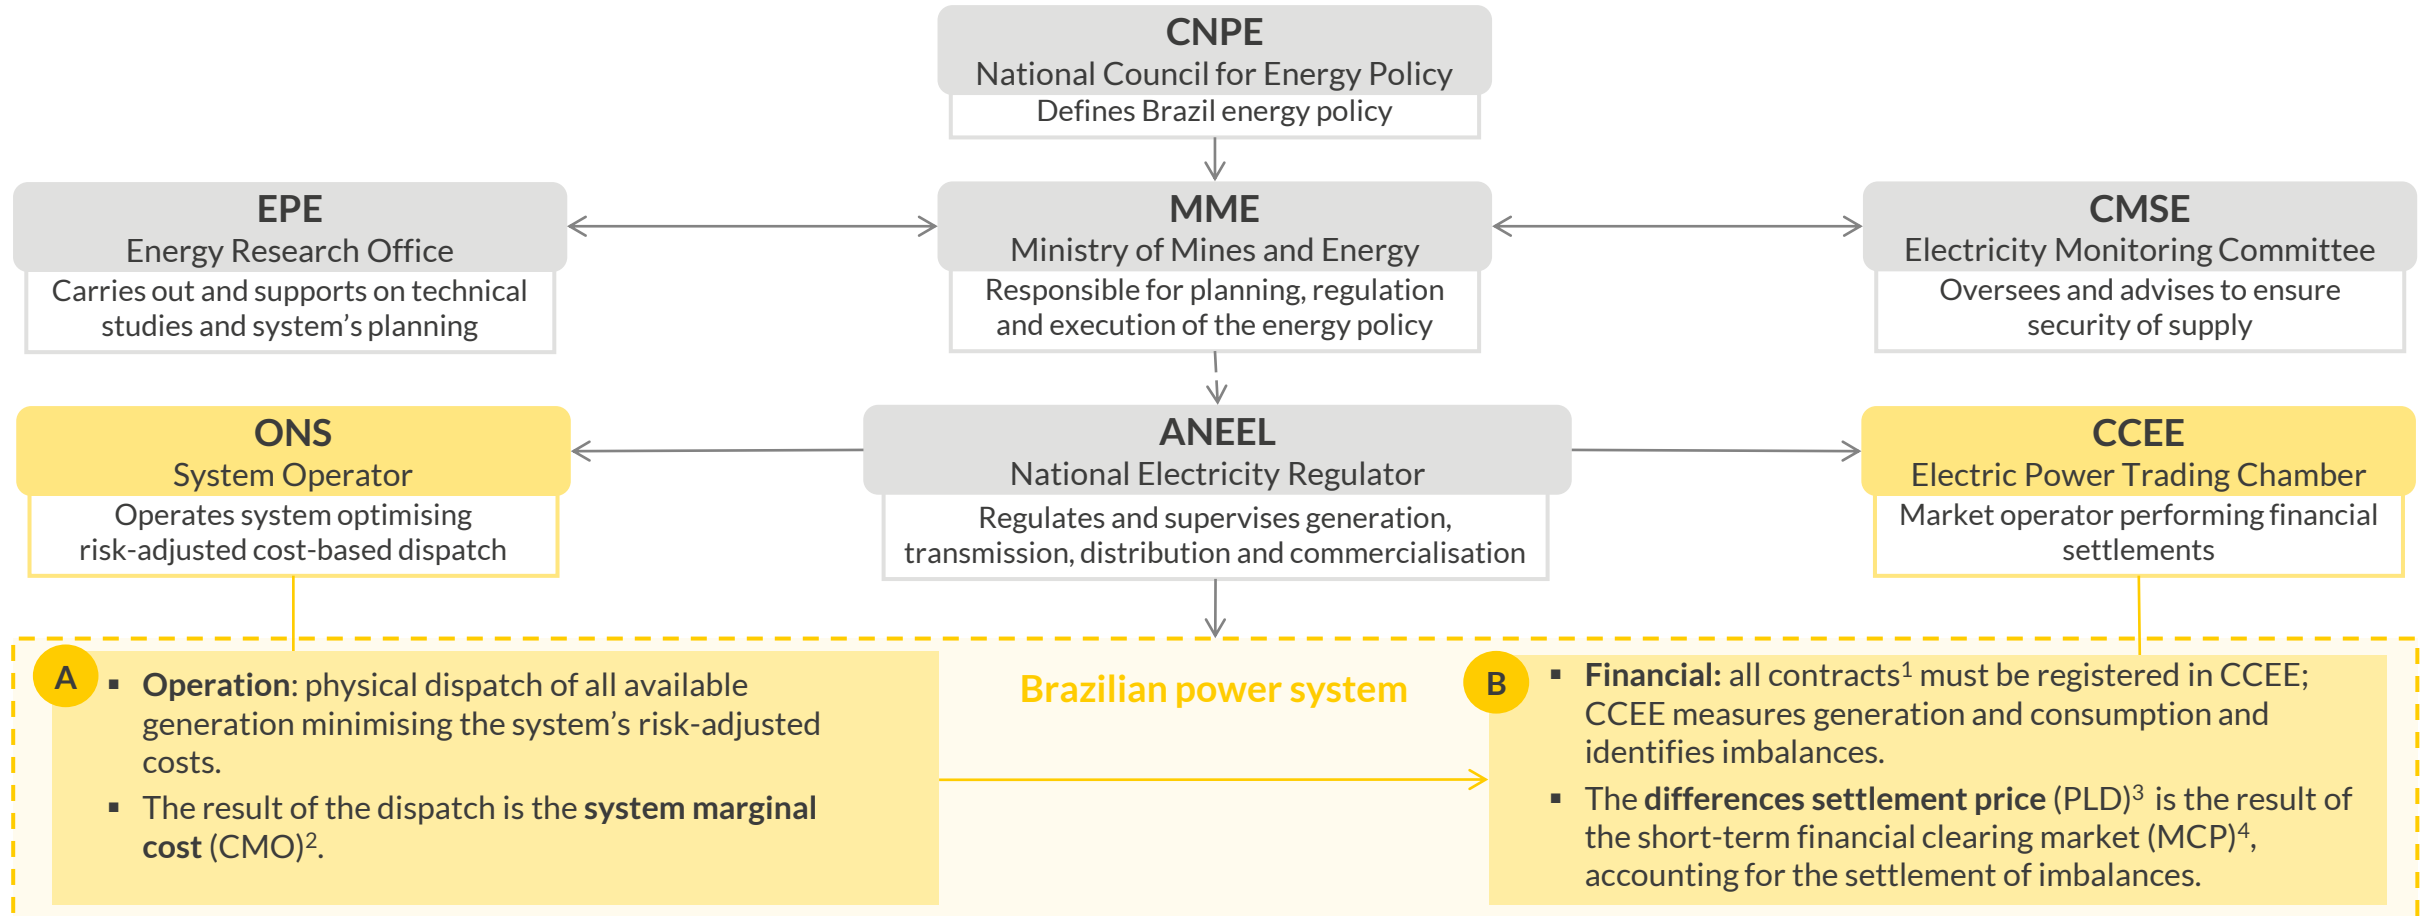 CNPE
National Council for Energy Policy
Defines Brazil energy policy
EPE
Energy Research Office
Carries out and supports on technical
studies and system's planning
MME
Ministry of Mines and Energy
Responsible for planning, regulation
and execution of the energy policy
CMSE
Electricity Monitoring Committee
Oversees and advises to ensure
security of supply
ONS
System Operator
Operates system optimising
risk-adjusted cost-based dispatch
ANEEL
National Electricity Regulator
Regulates and supervises generation,
transmission, distribution and commercialisation
CCEE
Electric Power Trading Chamber
Market operator performing financial
settlements
A
▪ Operation: physical dispatch of all available
generation minimising the system's risk-adjusted
costs.
▪ The result of the dispatch is the system marginal
cost (CMO)².
Brazilian power system
B
▪ Financial: all contracts¹ must be registered in CCEE;
CCEE measures generation and consumption and
identifies imbalances.
▪ The differences settlement price (PLD)³ is the result of
the short-term financial clearing market (MCP)⁴,
accounting for the settlement of imbalances.